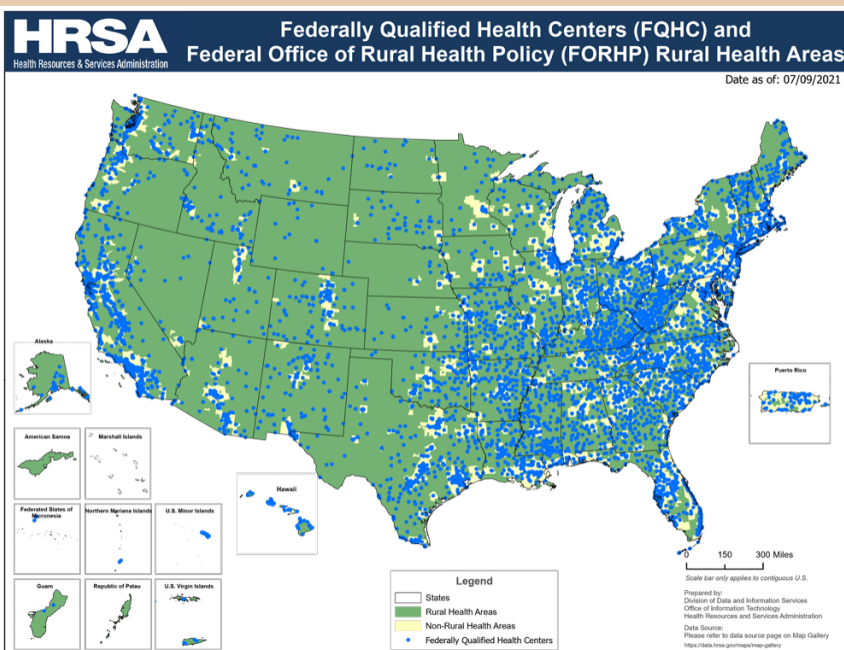 HRSA
Health Resources & Services Administration
Federally Qualified Health Centers (FQHC) and
Federal Office of Rural Health Policy (FORHP) Rural Health Areas
Date as of: 07/09/2021
Alaska
Puerto Rico
American Samoa
Marshall Islands
Hawaii
Federated States of
Micronesia
Northern Mariana Islands
U.S. Minor Islands
Guam
Republic of Palau
U.S. Virgin Islands
0 150 300 Miles
Scale bar only applies to contiguous U.S.
Legend
States
Rural Health Areas
Non-Rural Health Areas
Federally Qualified Health Centers
Prepared by:
Division of Data and Information Services
Office of Information Technology
Health Resources and Services Administration
Data Source:
Please refer to data source page on Map Gallery
https://data.hrsa.gov/maps/map-gallery